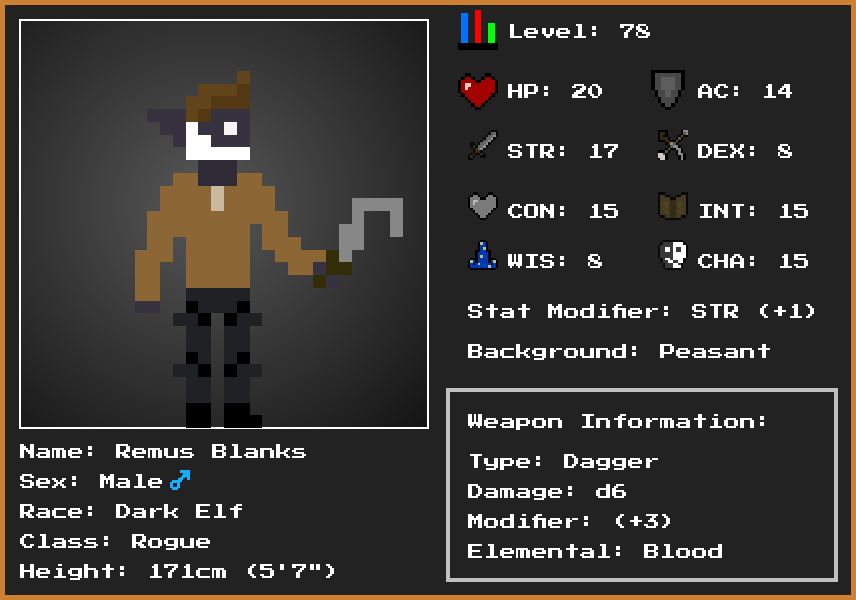 Level: 78
HP: 20 AC: 14
STR: 17 DEX: 8
CON: 15 INT: 15
WIS: 8 CHA: 15
Stat Modifier: STR (+1)
Background: Peasant
Weapon Information:
Type: Dagger
Damage: d6
Modifier: (+3)
Elemental: Blood
Name: Remus Blanks
Sex: Male ♂
Race: Dark Elf
Class: Rogue
Height: 171cm (5'7")